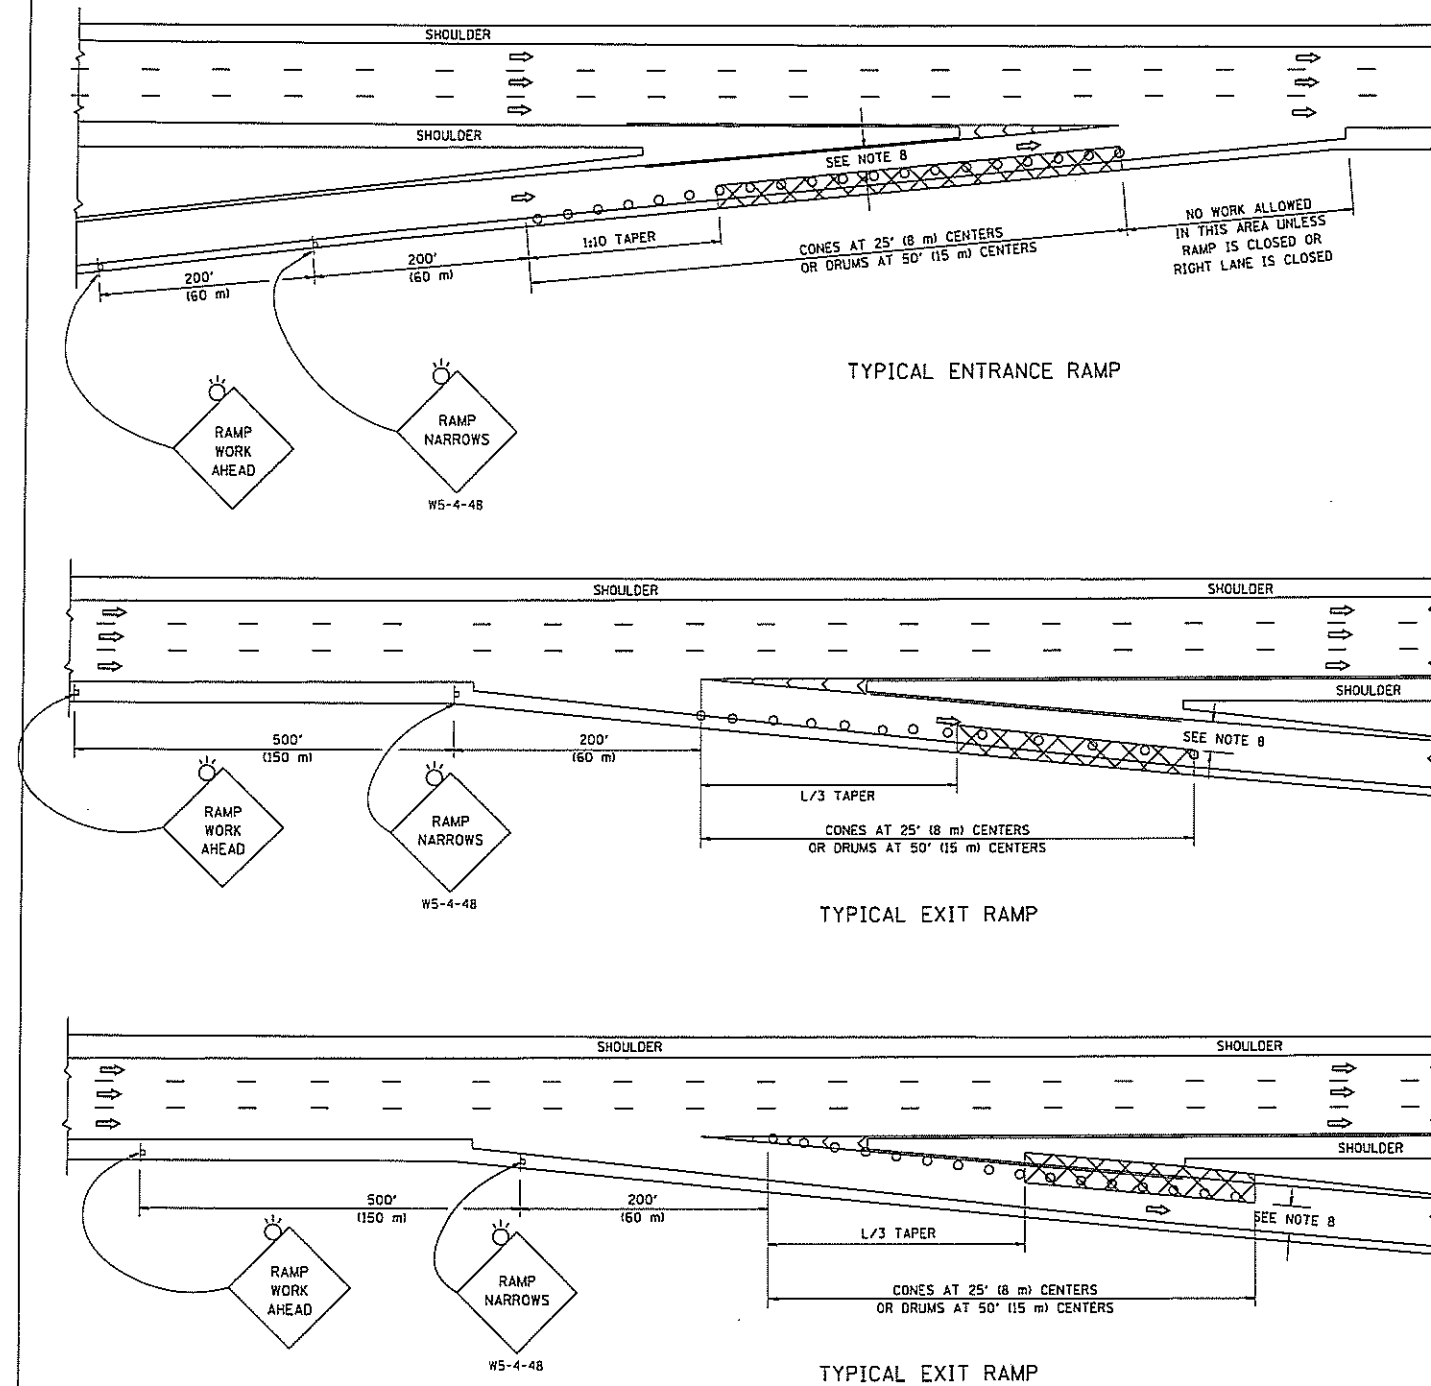 SHOULDER
SHOULDER
SEE NOTE 8
1:10 TAPER
200'
(60 m)
200'
(60 m)
CONES AT 25' (8 m) CENTERS
OR DRUMS AT 50' (15 m) CENTERS
NO WORK ALLOWED
IN THIS AREA UNLESS
RAMP IS CLOSED OR
RIGHT LANE IS CLOSED
TYPICAL ENTRANCE RAMP
RAMP
WORK
AHEAD
RAMP
NARROWS
W5-4-48
SHOULDER
SHOULDER
SHOULDER
SEE NOTE 8
500'
(150 m)
200'
(60 m)
L/3 TAPER
RAMP
WORK
AHEAD
RAMP
NARROWS
W5-4-48
CONES AT 25' (8 m) CENTERS
OR DRUMS AT 50' (15 m) CENTERS
TYPICAL EXIT RAMP
SHOULDER
SHOULDER
SHOULDER
500'
(150 m)
200'
(60 m)
SEE NOTE 8
L/3 TAPER
RAMP
WORK
AHEAD
RAMP
NARROWS
W5-4-48
CONES AT 25' (8 m) CENTERS
OR DRUMS AT 50' (15 m) CENTERS
TYPICAL EXIT RAMP